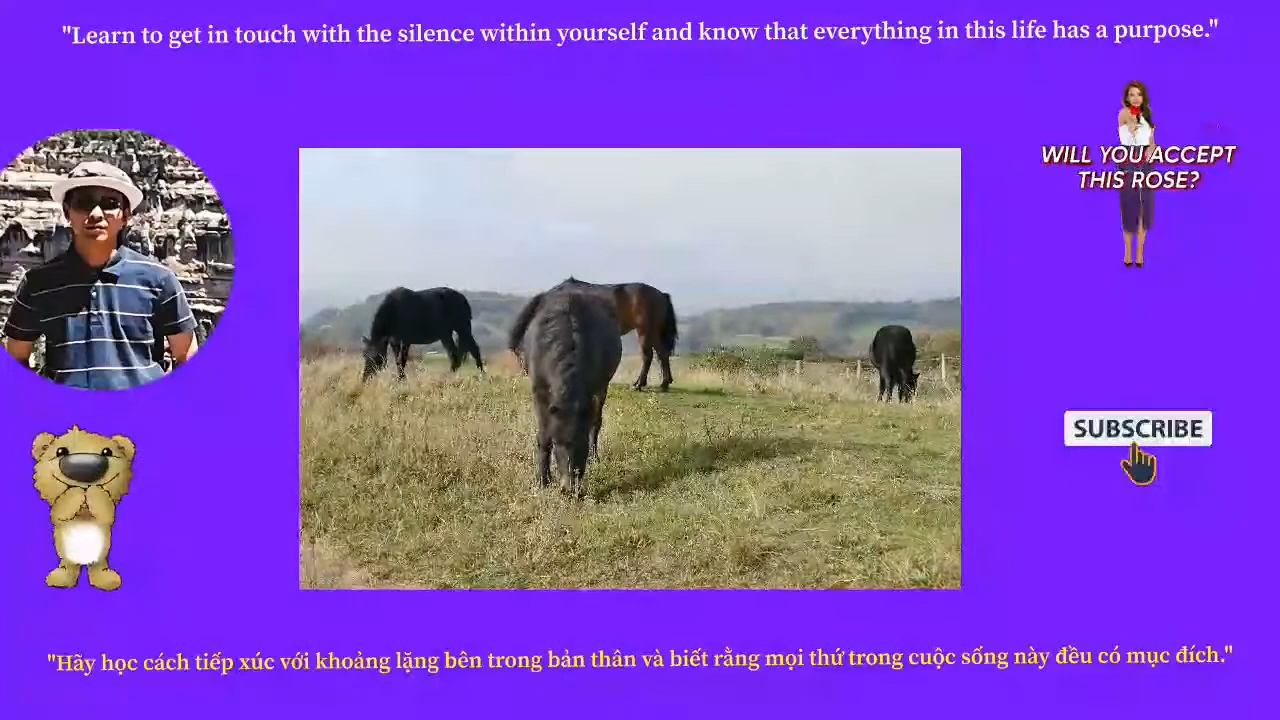 "Learn to get in touch with the silence within yourself and know that everything in this life has a purpose."
WILL YOU ACCEPT
THIS ROSE?
SUBSCRIBE
"Hãy học cách tiếp xúc với khoảng lặng bên trong bản thân và biết rằng mọi thứ trong cuộc sống này đều có mục đích."